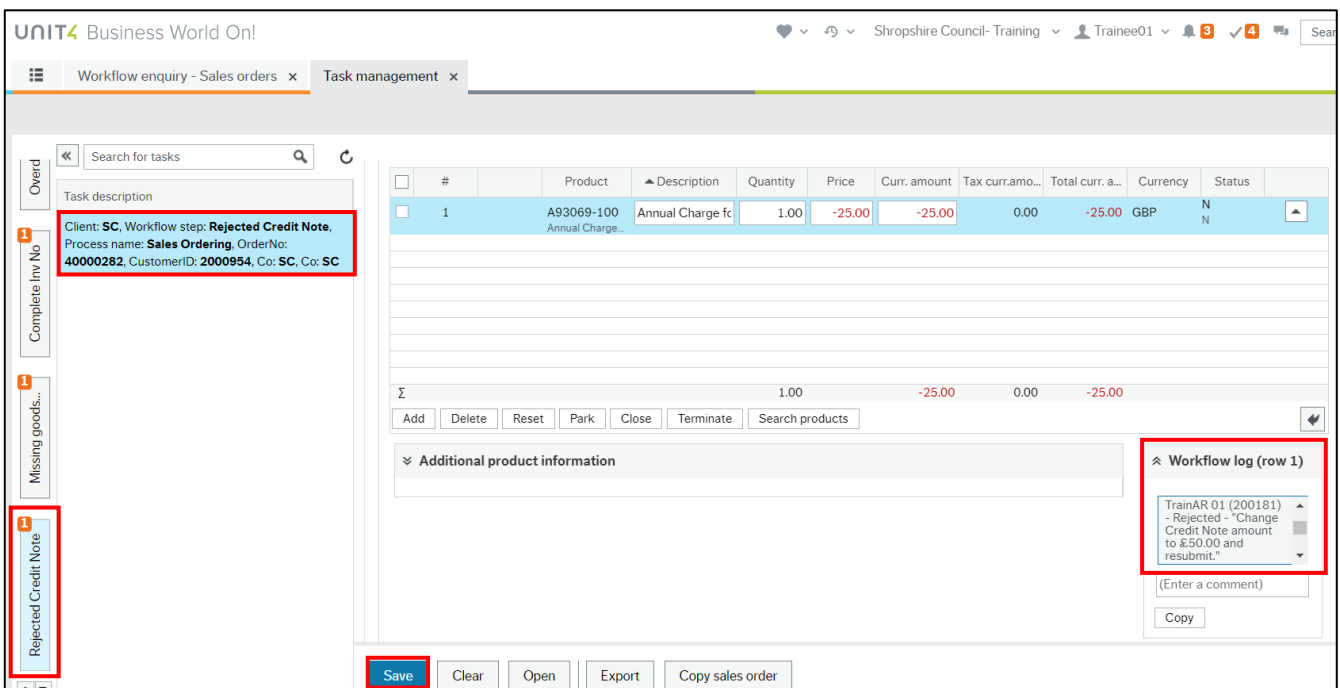 UNIT4 Business World On!
Shropshire Council- Training
Trainee01
3
4
Sear
Workflow enquiry - Sales orders x
Task management x
Search for tasks
Task description
Client: SC, Workflow step: Rejected Credit Note,
Process name: Sales Ordering, OrderNo:
40000282, CustomerID: 2000954, Co: SC, Co: SC
Overd
1
Complete Inv No
1
Missing goods...
1
Rejected Credit Note
# Product Description Quantity Price Curr. amount Tax curr.amo... Total curr. a... Currency Status
1 A93069-100 Annual Charge fo 1.00 -25.00 -25.00 0.00 -25.00 GBP N
Annual Charge... N
Σ 1.00 -25.00 0.00 -25.00
Add Delete Reset Park Close Terminate Search products
Additional product information
Workflow log (row 1)
TrainAR 01 (200181)
- Rejected - "Change
Credit Note amount
to £50.00 and
resubmit."
(Enter a comment)
Copy
Save Clear Open Export Copy sales order